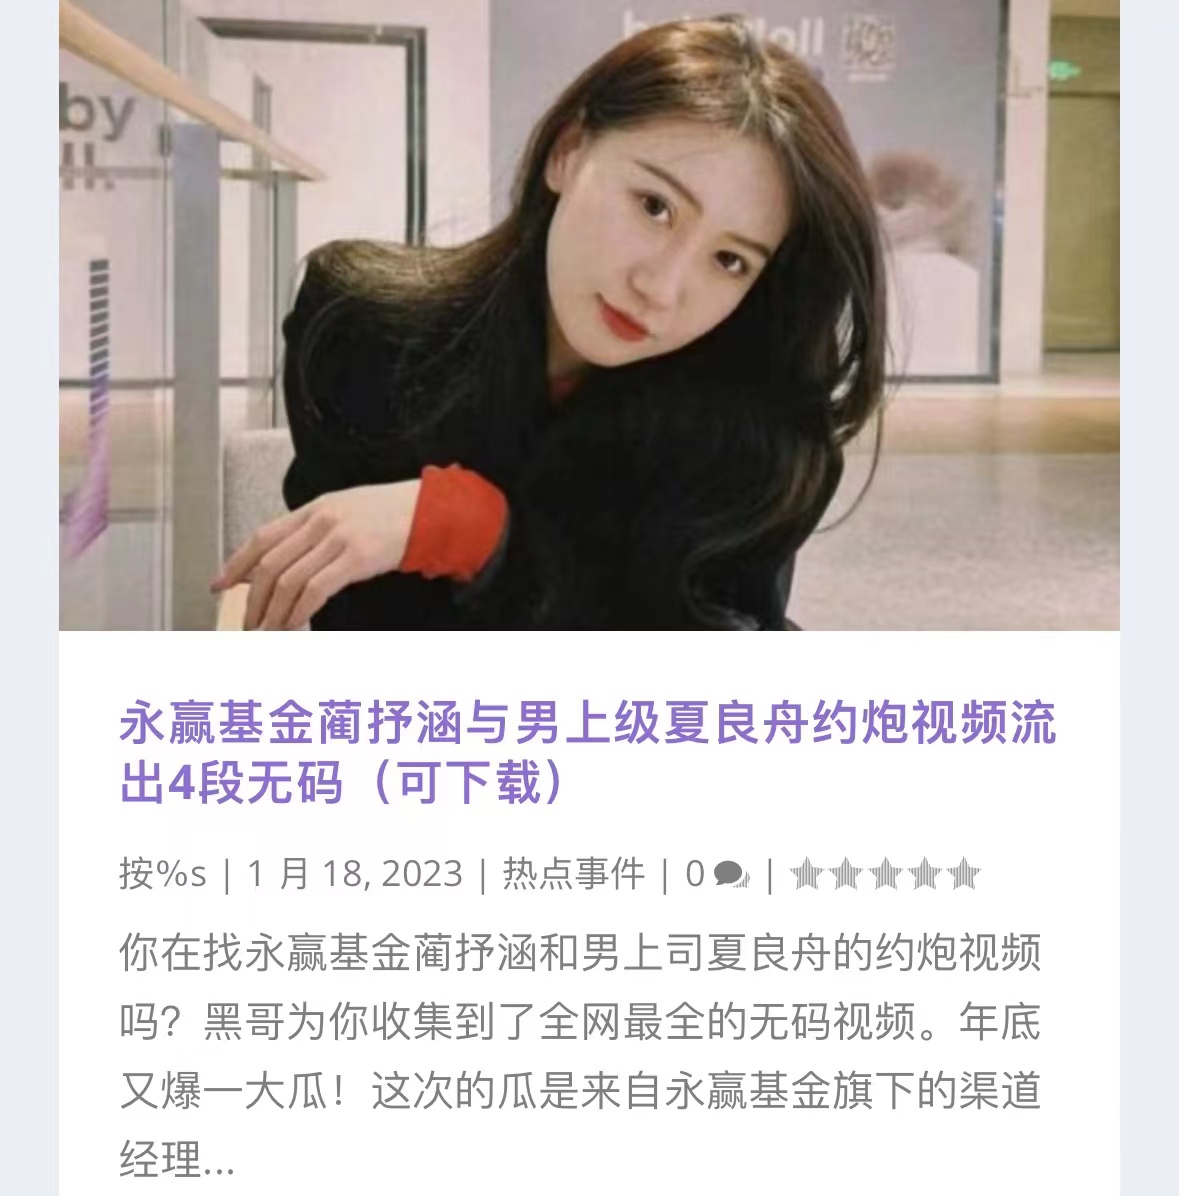 by
永赢基金蔺抒涵与男上级夏良舟约炮视频流
出4段无码（可下载）
按%s | 1 月 18, 2023 | 热点事件 | 0 |
你在找永赢基金蔺抒涵和男上司夏良舟的约炮视频
吗？黑哥为你收集到了全网最全的无码视频。年底
又爆一大瓜！这次的瓜是来自永赢基金旗下的渠道
经理...